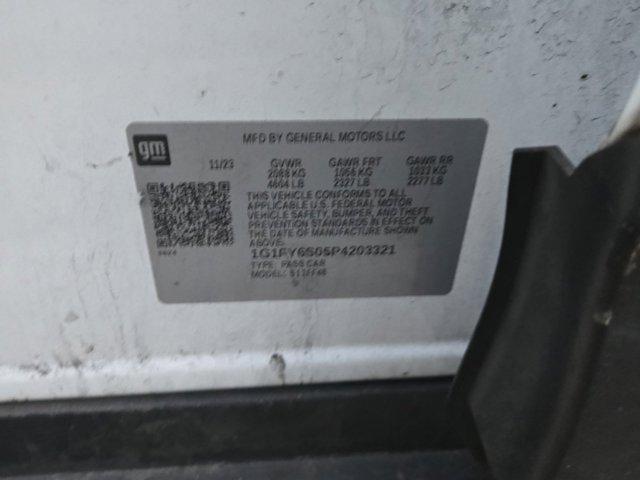 gm
MFD BY GENERAL MOTORS LLC
11/23 GVWR GAWR FRT GAWR RR
2088 KG 1056 KG 1033 KG
4604 LB 2327 LB 2277 LB
THIS VEHICLE CONFORMS TO ALL
APPLICABLE U.S. FEDERAL MOTOR
VEHICLE SAFETY, BUMPER, AND THEFT
PREVENTION STANDARDS IN EFFECT ON
THE DATE OF MANUFACTURE SHOWN ABOVE.
1G1FY6S05P4203321
TYPE: PASS CAR